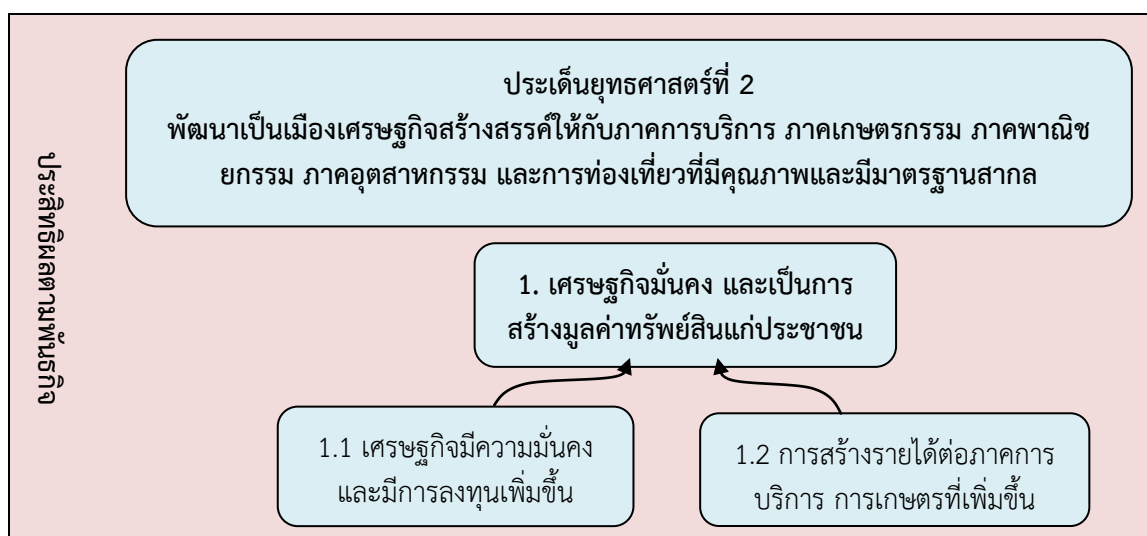 ประเด็นยุทธศาสตร์ที่ 2
พัฒนาเป็นเมืองเศรษฐกิจสร้างสรรค์ให้กับภาคการบริการ ภาคเกษตรกรรม ภาคพาณิช
ยกรรม ภาคอุตสาหกรรม และการท่องเที่ยวที่มีคุณภาพและมีมาตรฐานสากล
ประสิทธิผลตามพันธกิจ
1. เศรษฐกิจมั่นคง และเป็นการ
สร้างมูลค่าทรัพย์สินแก่ประชาชน
1.1 เศรษฐกิจมีความมั่นคง
และมีการลงทุนเพิ่มขึ้น
1.2 การสร้างรายได้ต่อภาคการ
บริการ การเกษตรที่เพิ่มขึ้น